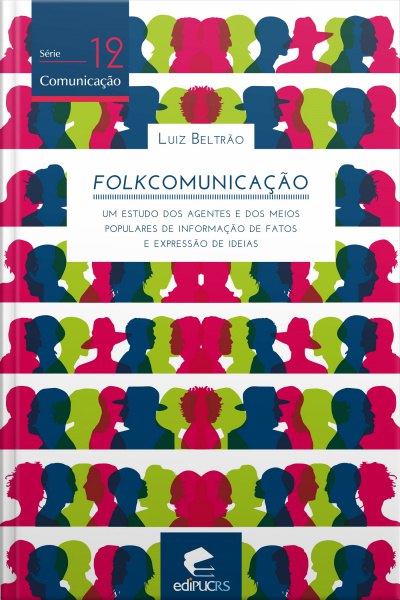 Série 12
Comunicação
Luiz Beltrão
FOLKCOMUNICAÇÃO
UM ESTUDO DOS AGENTES E DOS MEIOS
POPULARES DE INFORMAÇÃO DE FATOS
E EXPRESSÃO DE IDEIAS
ediPUCRS